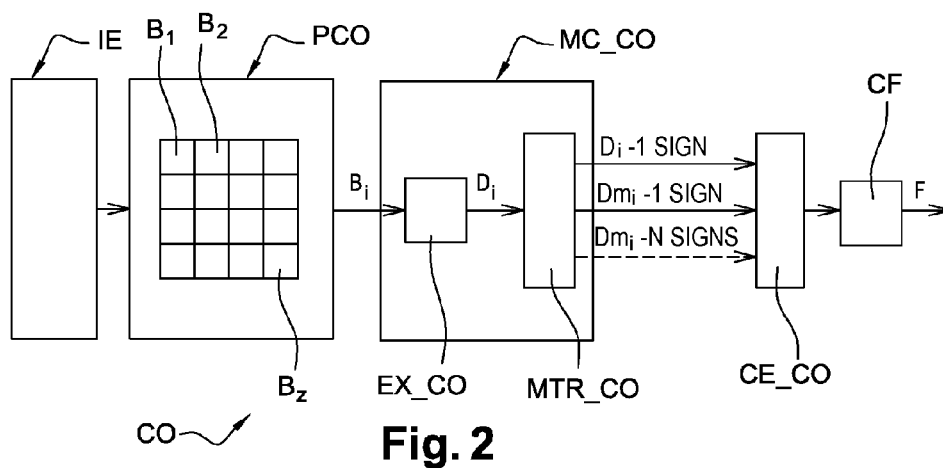 IE B₁ B₂ PCO MC_CO CF
Bᵢ Dᵢ Dᵢ -1 SIGN F
Dmᵢ -1 SIGN
Dmᵢ -N SIGNS
B_z EX_CO MTR_CO CE_CO
CO
Fig. 2